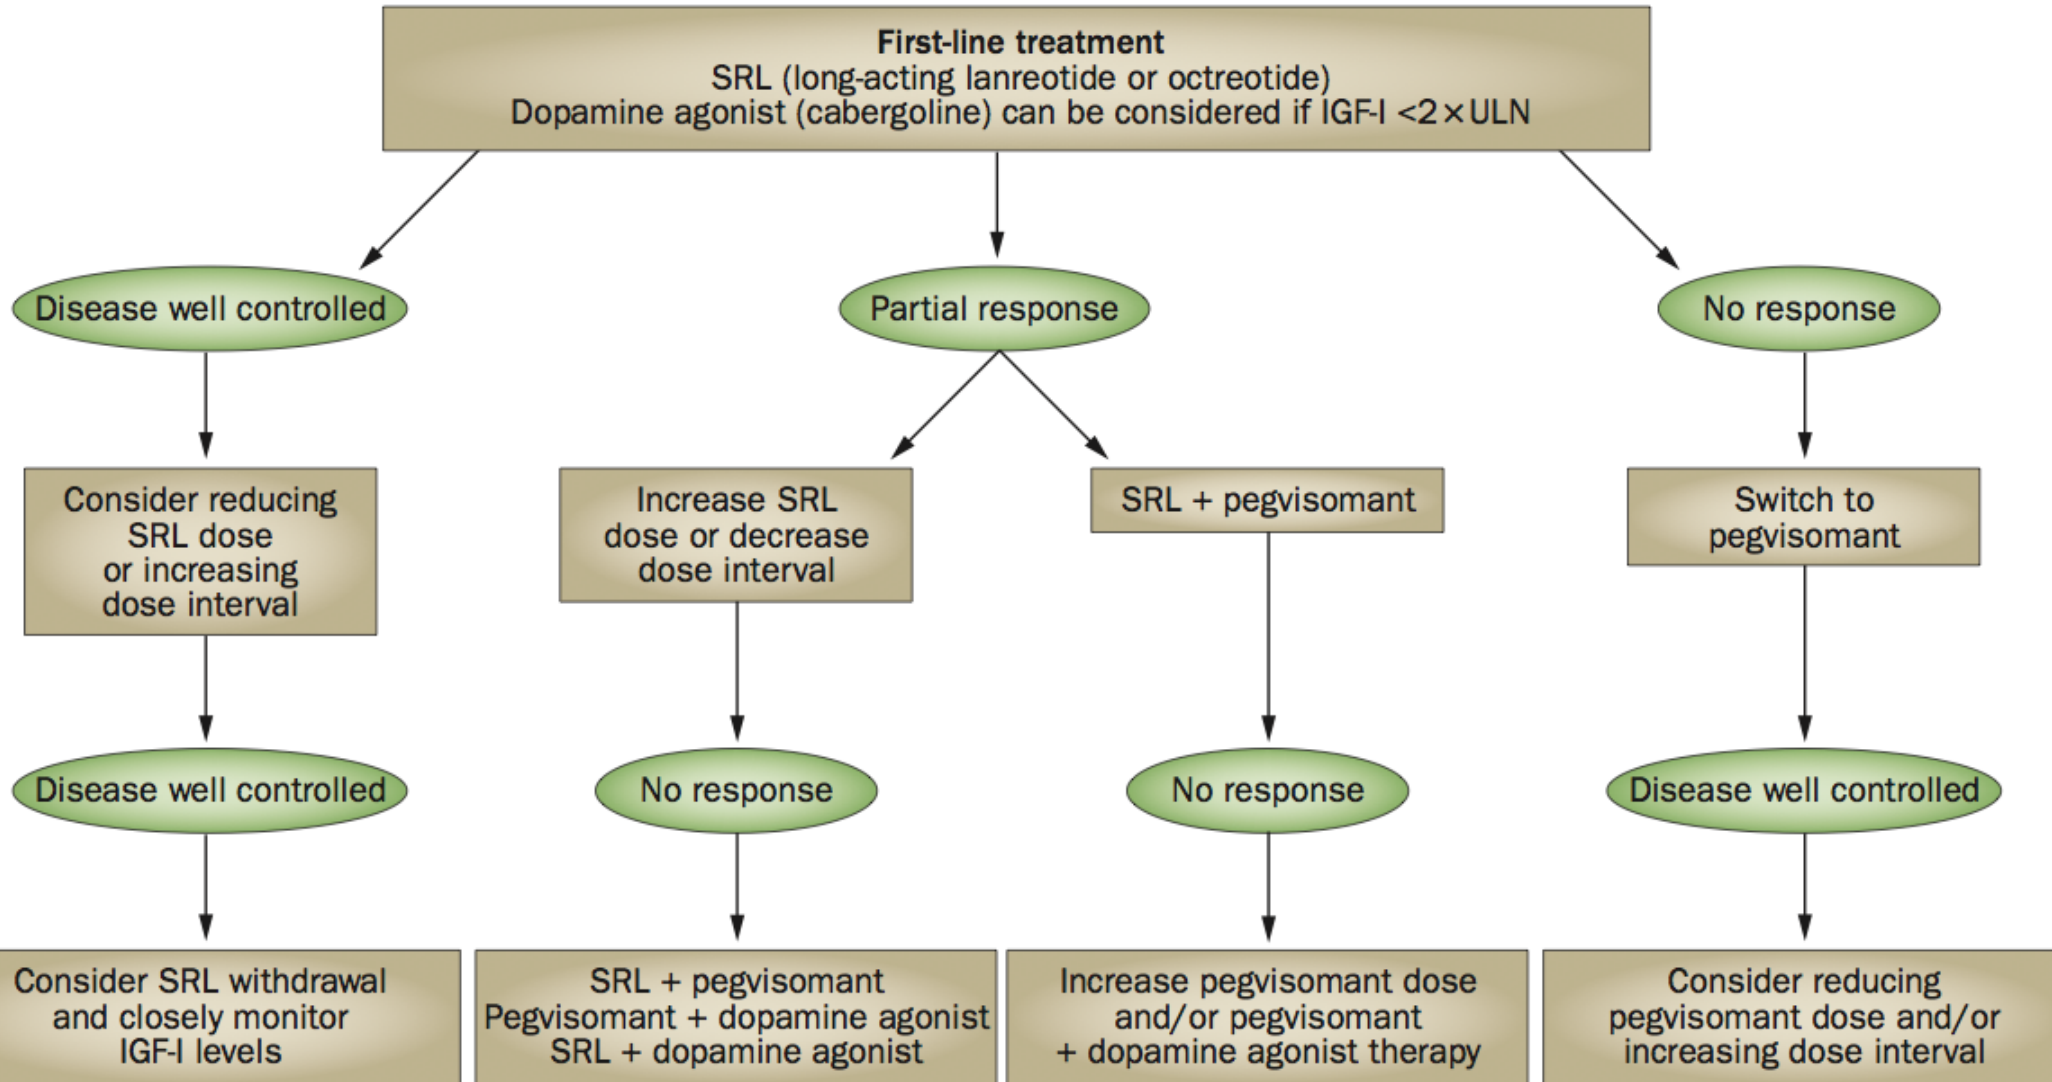 First-line treatment
SRL (long-acting lanreotide or octreotide)
Dopamine agonist (cabergoline) can be considered if IGF-I <2×ULN
Disease well controlled
Partial response
No response
Consider reducing
SRL dose
or increasing
dose interval
Increase SRL
dose or decrease
dose interval
SRL + pegvisomant
Switch to
pegvisomant
Disease well controlled
No response
No response
Disease well controlled
Consider SRL withdrawal
and closely monitor
IGF-I levels
SRL + pegvisomant
Pegvisomant + dopamine agonist
SRL + dopamine agonist
Increase pegvisomant dose
and/or pegvisomant
+ dopamine agonist therapy
Consider reducing
pegvisomant dose and/or
increasing dose interval